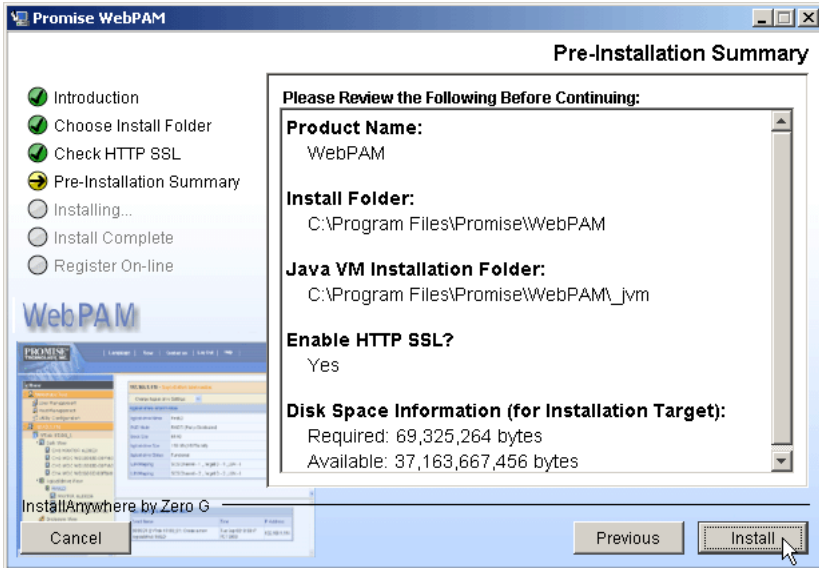 Promise WebPAM
Pre-Installation Summary
Introduction
Choose Install Folder
Check HTTP SSL
Pre-Installation Summary
Installing...
Install Complete
Register On-line
WebPAM
PROMISE
Please Review the Following Before Continuing:
Product Name:
WebPAM
Install Folder:
C:\Program Files\Promise\WebPAM
Java VM Installation Folder:
C:\Program Files\Promise\WebPAM\_jvm
Enable HTTP SSL?
Yes
Disk Space Information (for Installation Target):
Required: 69,325,264 bytes
Available: 37,163,667,456 bytes
InstallAnywhere by Zero G
Cancel
Previous
Install